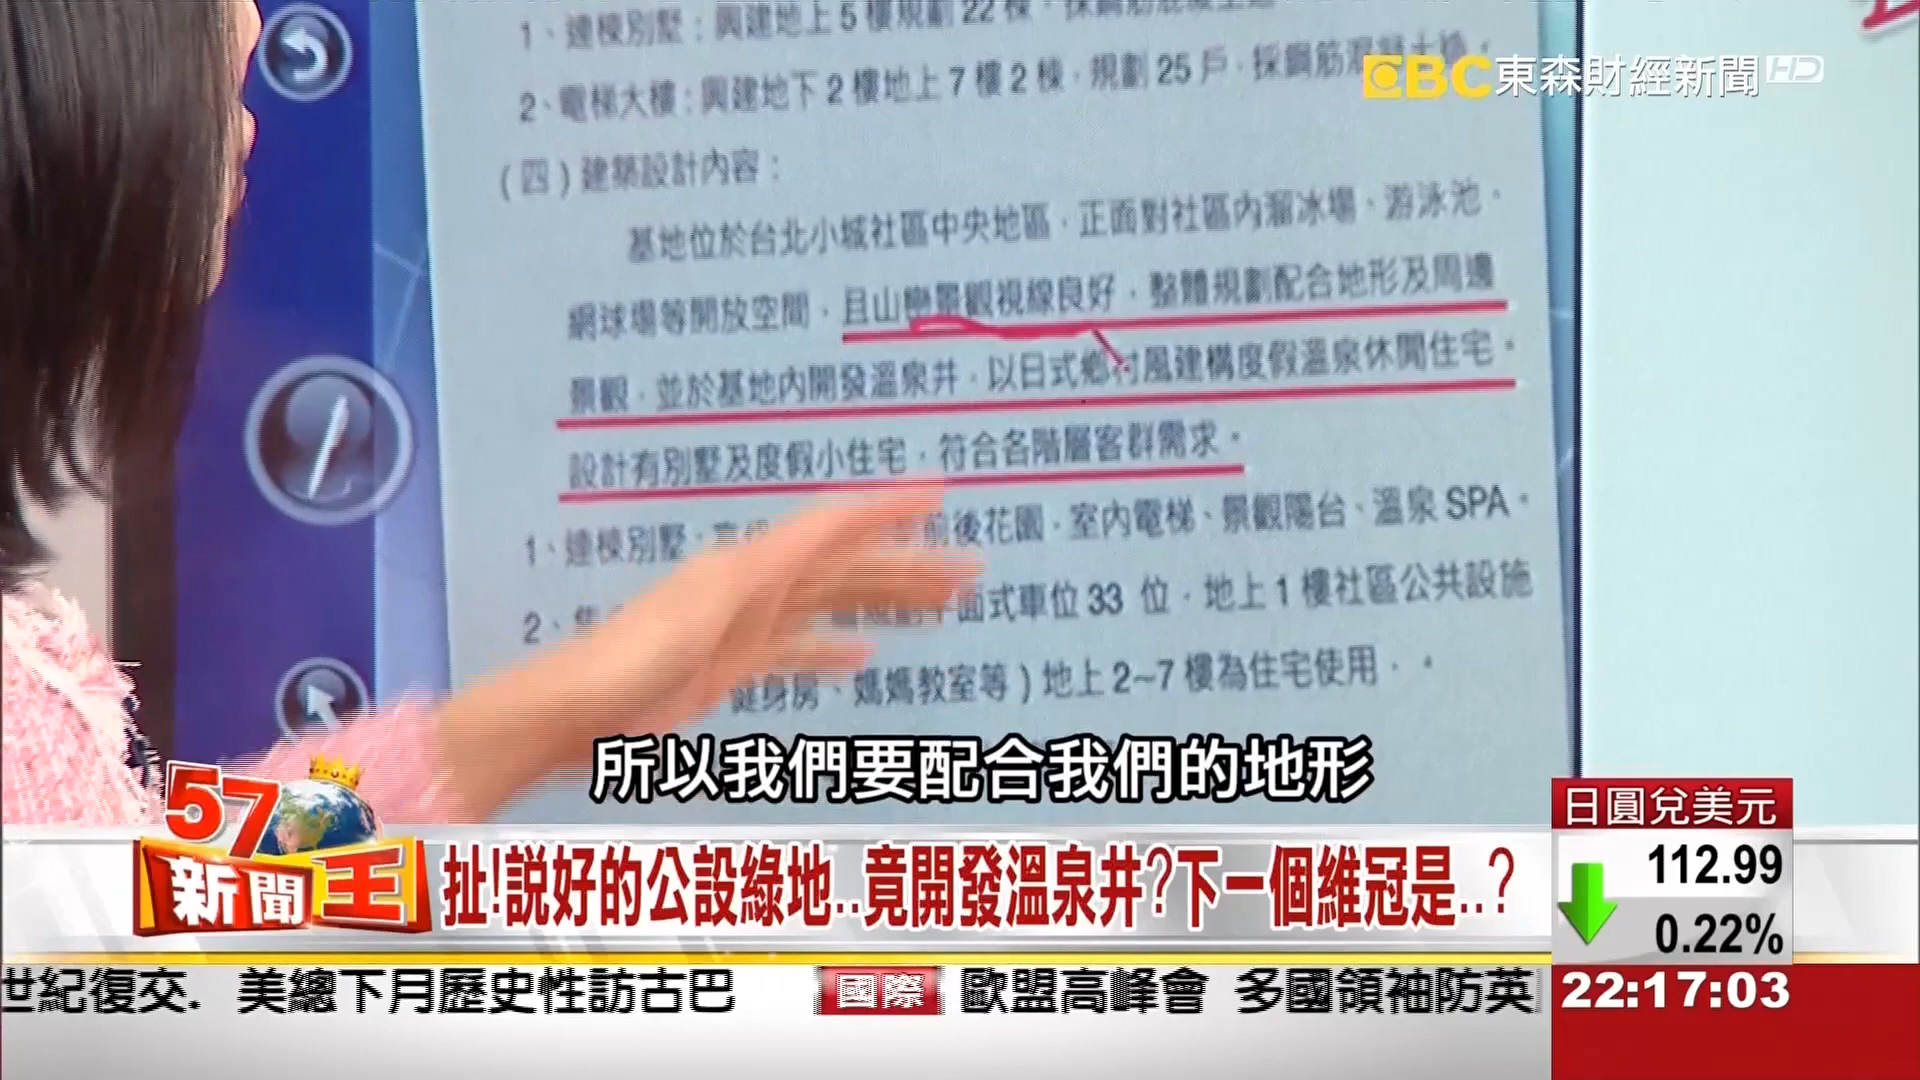 1、連棟別墅：興建地上5樓規劃22棟，採鋼筋混凝土造
2、電梯大樓：興建地下2樓地上7樓2棟，規劃25戶，採鋼筋混凝土造。
EBC東森財經新聞HD
(四)建築設計內容：
基地位於台北小城社區中央地區，正面對社區內溜冰場、游泳池、
網球場等開放空間，且山巒景觀視線良好，整體規劃配合地形及周邊
景觀，並於基地內開發溫泉井，以日式鄉村風建構度假溫泉休閒住宅。
設計有別墅及度假小住宅，符合各階層客群需求。
1、連棟別墅，前後花園，室內電梯、景觀陽台、溫泉SPA。
2、平面式車位33 位，地上1樓社區公共設施
健身房、媽媽教室等)地上2~7樓為住宅使用。
所以我們要配合我們的地形
57
新聞王
扯!說好的公設綠地..竟開發溫泉井?下一個維冠是..?
日圓兌美元
112.99
0.22%
世紀復交. 美總下月歷史性訪古巴 國際 歐盟高峰會 多國領袖防英
22:17:03